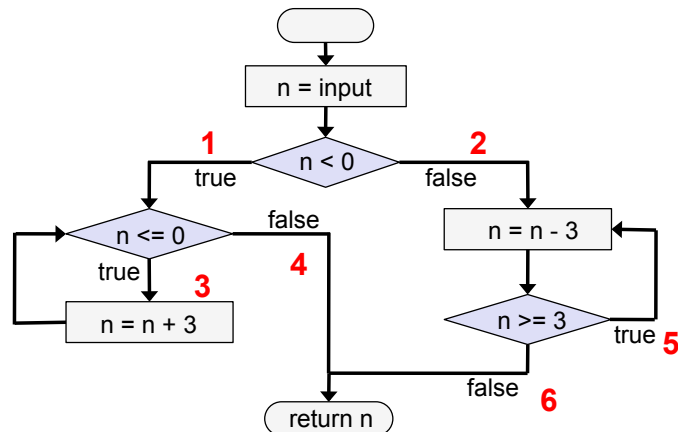 n = input
1
2
n < 0
true
false
n <= 0
false
n = n - 3
true
4
3
n = n + 3
n >= 3
true
5
false
6
return n